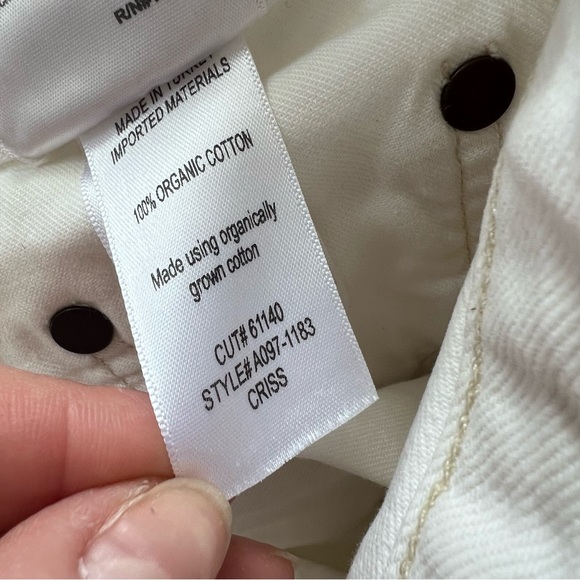 R/N#
MADE IN TURKEY
IMPORTED MATERIALS
100% ORGANIC COTTON
Made using organically
grown cotton
CUT# 61140
STYLE# A097-1183
CRISS